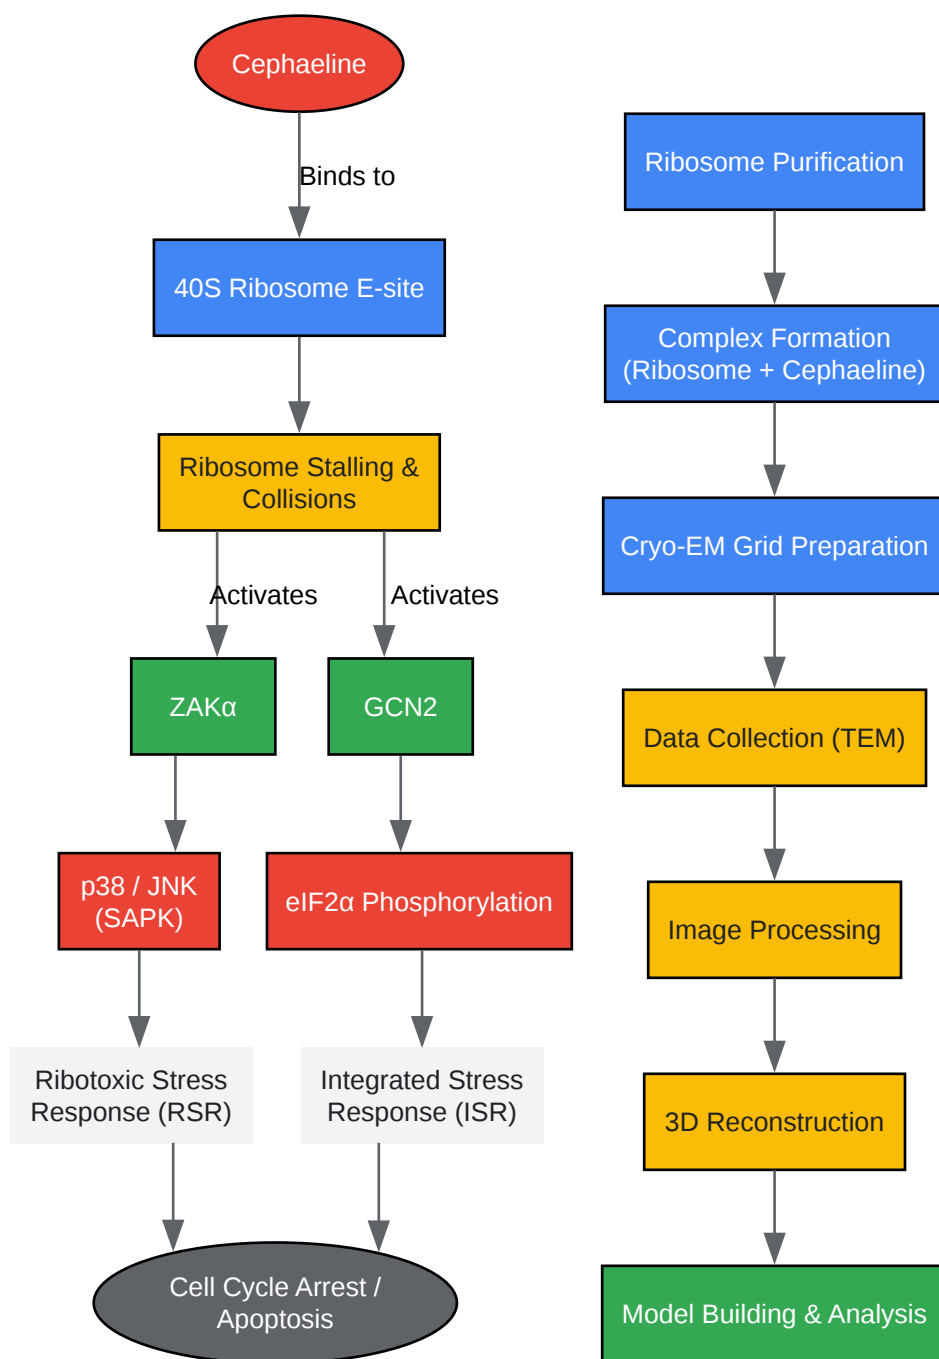 Cephaeline
Binds to
40S Ribosome E-site
Ribosome Stalling &
Collisions
Activates
Activates
ZAKα
GCN2
p38 / JNK
(SAPK)
eIF2α Phosphorylation
Ribotoxic Stress
Response (RSR)
Integrated Stress
Response (ISR)
Cell Cycle Arrest /
Apoptosis
Ribosome Purification
Complex Formation
(Ribosome + Cephaeline)
Cryo-EM Grid Preparation
Data Collection (TEM)
Image Processing
3D Reconstruction
Model Building & Analysis